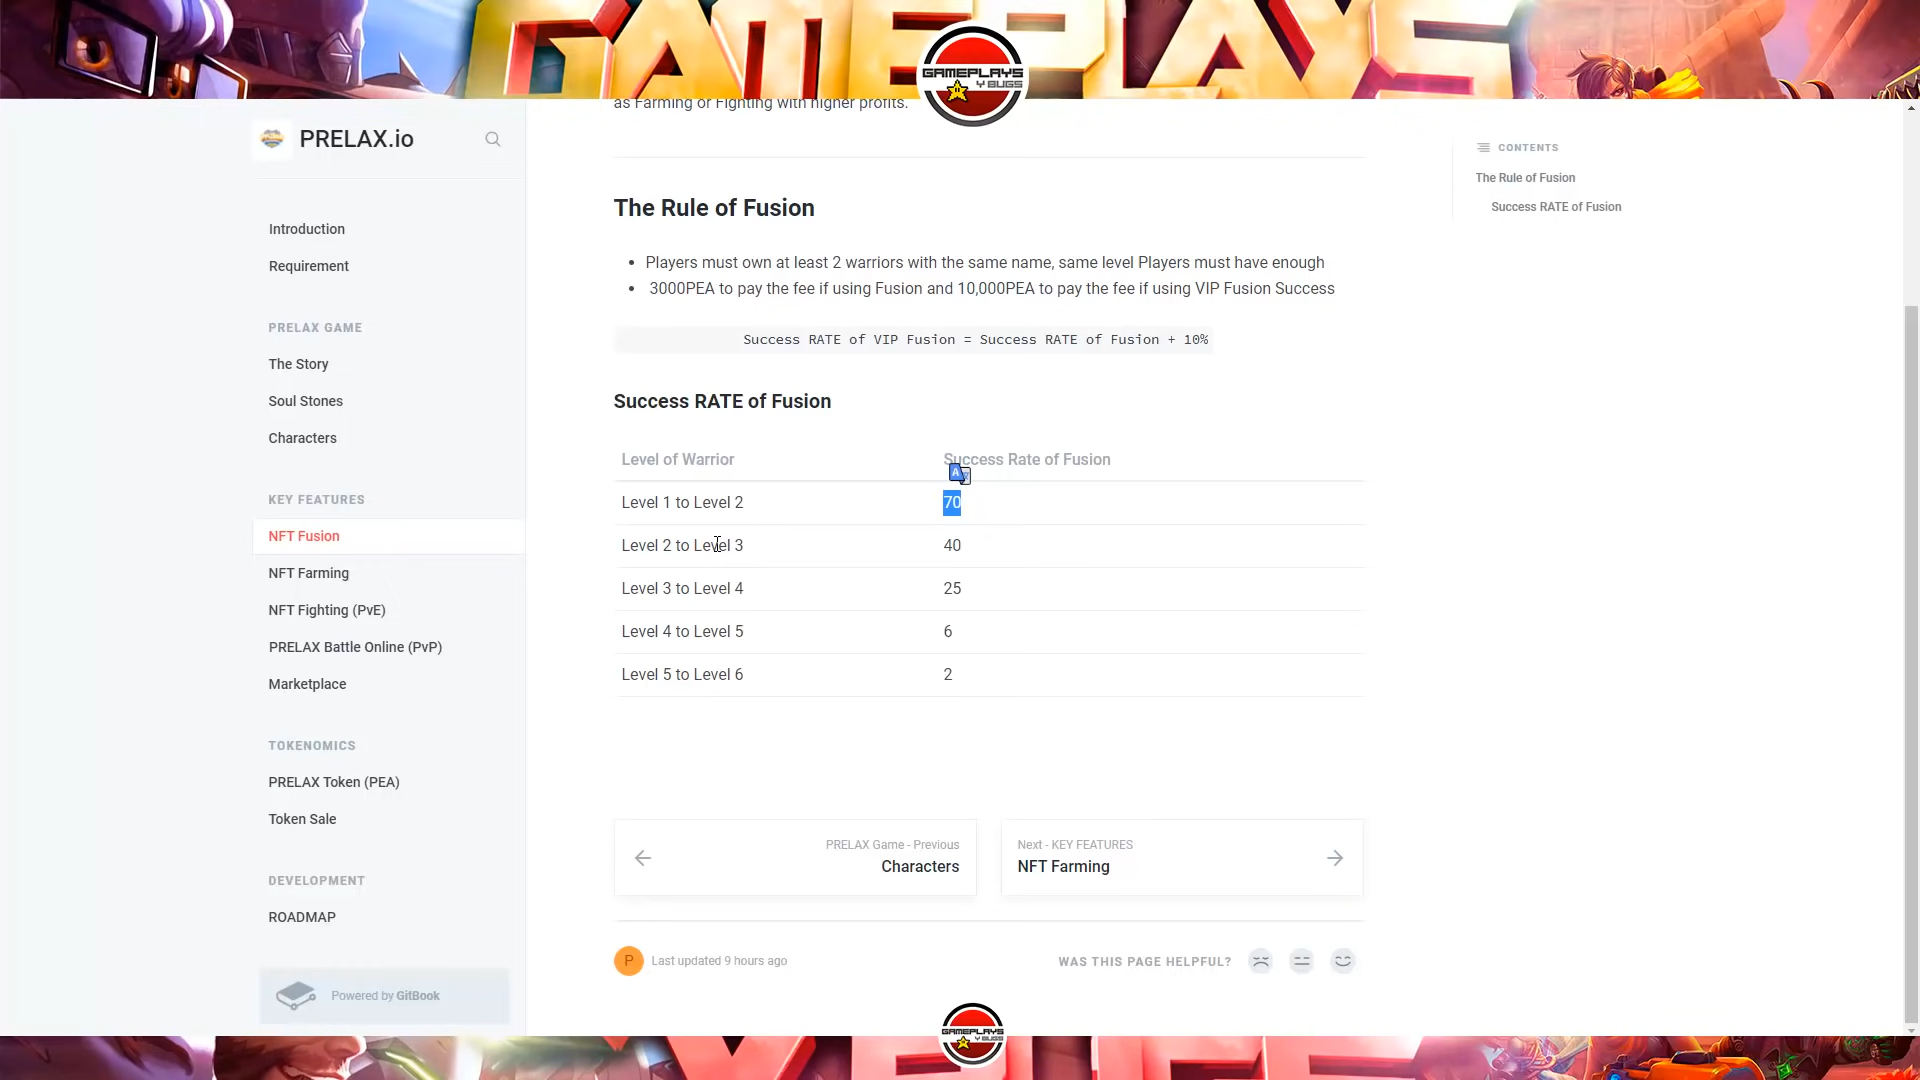 GAMEPLAYS
GAMEPLAYS
Y BUGS
as Farming or Fighting with higher profits.
PRELAX.io
Introduction
Requirement
PRELAX GAME
The Story
Soul Stones
Characters
KEY FEATURES
NFT Fusion
NFT Farming
NFT Fighting (PvE)
PRELAX Battle Online (PvP)
Marketplace
TOKENOMICS
PRELAX Token (PEA)
Token Sale
DEVELOPMENT
ROADMAP
Powered by GitBook
The Rule of Fusion
• Players must own at least 2 warriors with the same name, same level Players must have enough
• 3000PEA to pay the fee if using Fusion and 10,000PEA to pay the fee if using VIP Fusion Success
Success RATE of VIP Fusion = Success RATE of Fusion + 10%
Success RATE of Fusion
Level of Warrior Success Rate of Fusion
Level 1 to Level 2 70
Level 2 to Level 3 40
Level 3 to Level 4 25
Level 4 to Level 5 6
Level 5 to Level 6 2
PRELAX Game - Previous
Characters
Next - KEY FEATURES
NFT Farming
P Last updated 9 hours ago
WAS THIS PAGE HELPFUL?
CONTENTS
The Rule of Fusion
Success RATE of Fusion
GAMEPLAYS
Y BUGS